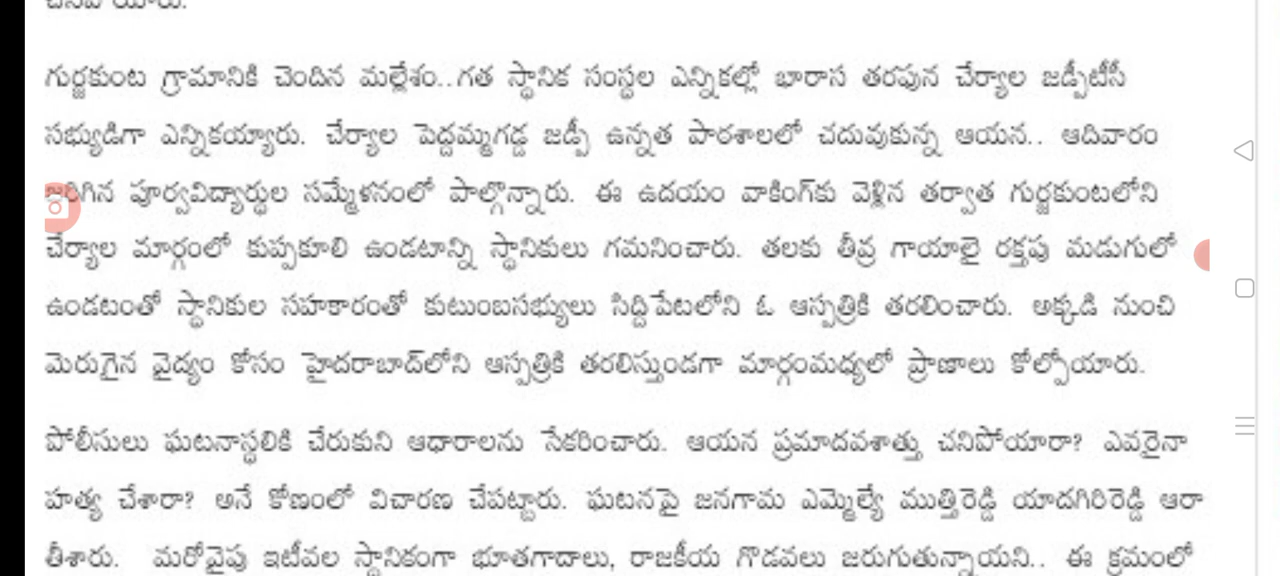 గుర్జకుంట గ్రామానికి చెందిన మల్లేశం..గత స్థానిక సంస్థల ఎన్నికల్లో భారాస తరఫున చేర్యాల జడ్పీటీసీ
సభ్యుడిగా ఎన్నికయ్యారు. చేర్యాల పెద్దమ్మగడ్డ జడ్పీ ఉన్నత పాఠశాలలో చదువుకున్న ఆయన.. ఆదివారం
జరిగిన పూర్వవిద్యార్థుల సమ్మేళనంలో పాల్గొన్నారు. ఈ ఉదయం వాకింగ్‌కు వెళ్లిన తర్వాత గుర్జకుంటలోని
చేర్యాల మార్గంలో కుప్పకూలి ఉండటాన్ని స్థానికులు గమనించారు. తలకు తీవ్ర గాయాలై రక్తపు మడుగులో
ఉండటంతో స్థానికుల సహకారంతో కుటుంబసభ్యులు సిద్దిపేటలోని ఓ ఆస్పత్రికి తరలించారు. అక్కడి నుంచి
మెరుగైన వైద్యం కోసం హైదరాబాద్‌లోని ఆస్పత్రికి తరలిస్తుండగా మార్గంమధ్యలో ప్రాణాలు కోల్పోయారు.
పోలీసులు ఘటనాస్థలికి చేరుకుని ఆధారాలను సేకరించారు. ఆయన ప్రమాదవశాత్తు చనిపోయారా? ఎవరైనా
హత్య చేశారా? అనే కోణంలో విచారణ చేపట్టారు. ఘటనపై జనగామ ఎమ్మెల్యే ముత్తిరెడ్డి యాదగిరిరెడ్డి ఆరా
తీశారు. మరోవైపు ఇటీవల స్థానికంగా భూతగాదాలు, రాజకీయ గొడవలు జరుగుతున్నాయని.. ఈ క్రమంలో